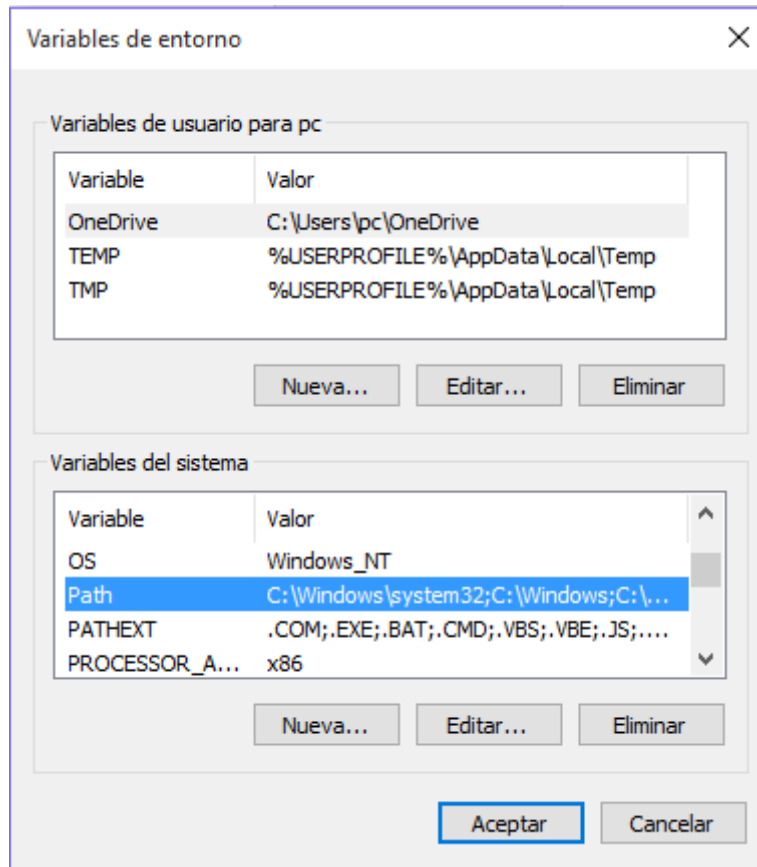 Variables de entorno
Variables de usuario para pc
Variable Valor
OneDrive C:\Users\pc\OneDrive
TEMP %USERPROFILE%\AppData\Local\Temp
TMP %USERPROFILE%\AppData\Local\Temp
Nueva... Editar... Eliminar
Variables del sistema
Variable Valor
OS Windows_NT
Path C:\Windows\system32;C:\Windows;C:\...
PATHEXT .COM;.EXE;.BAT;.CMD;.VBS;.VBE;.JS;....
PROCESSOR_A... x86
Nueva... Editar... Eliminar
Aceptar Cancelar